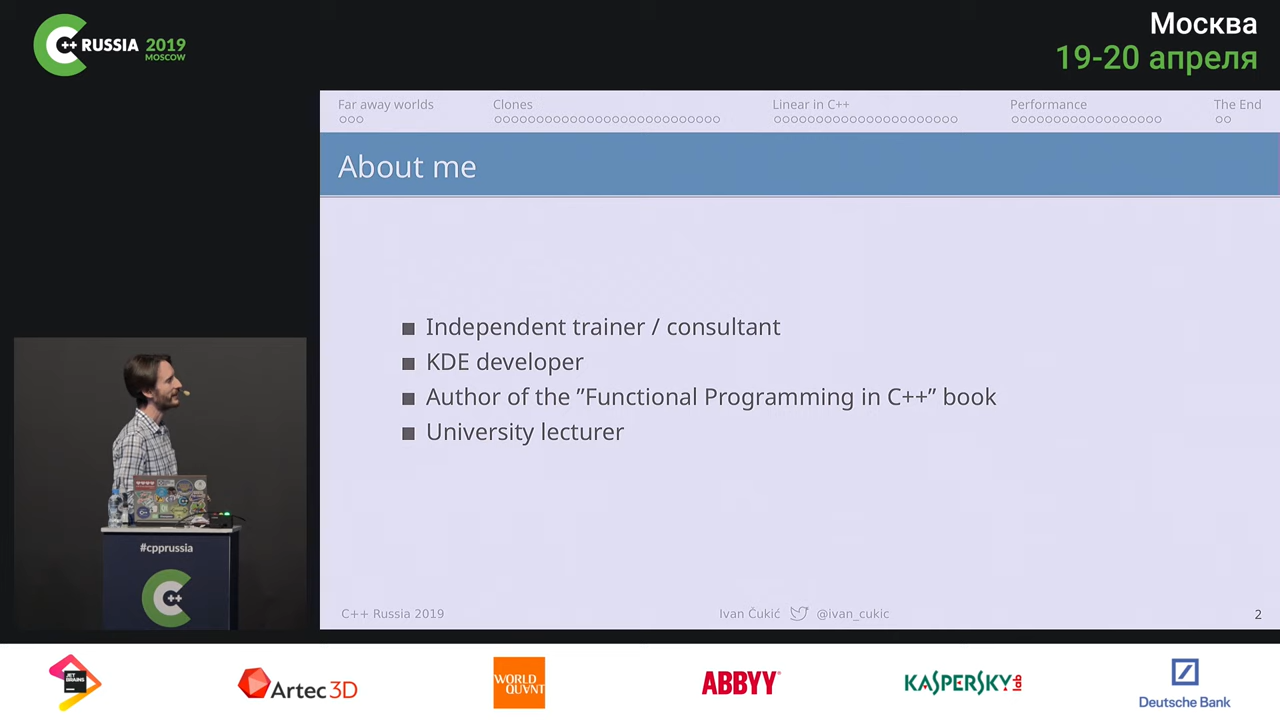 C++ RUSSIA 2019
MOSCOW
Москва
19-20 апреля
Far away worlds
Clones
Linear in C++
Performance
The End
About me
Independent trainer / consultant
KDE developer
Author of the ”Functional Programming in C++” book
University lecturer
C++ Russia 2019
Ivan Čukić
@ivan_cukic
2
#cpprussia
C++
JET
BRAINS
Artec 3D
WORLD
QUVNT
ABBYY®
KASPERSKY lab
Deutsche Bank